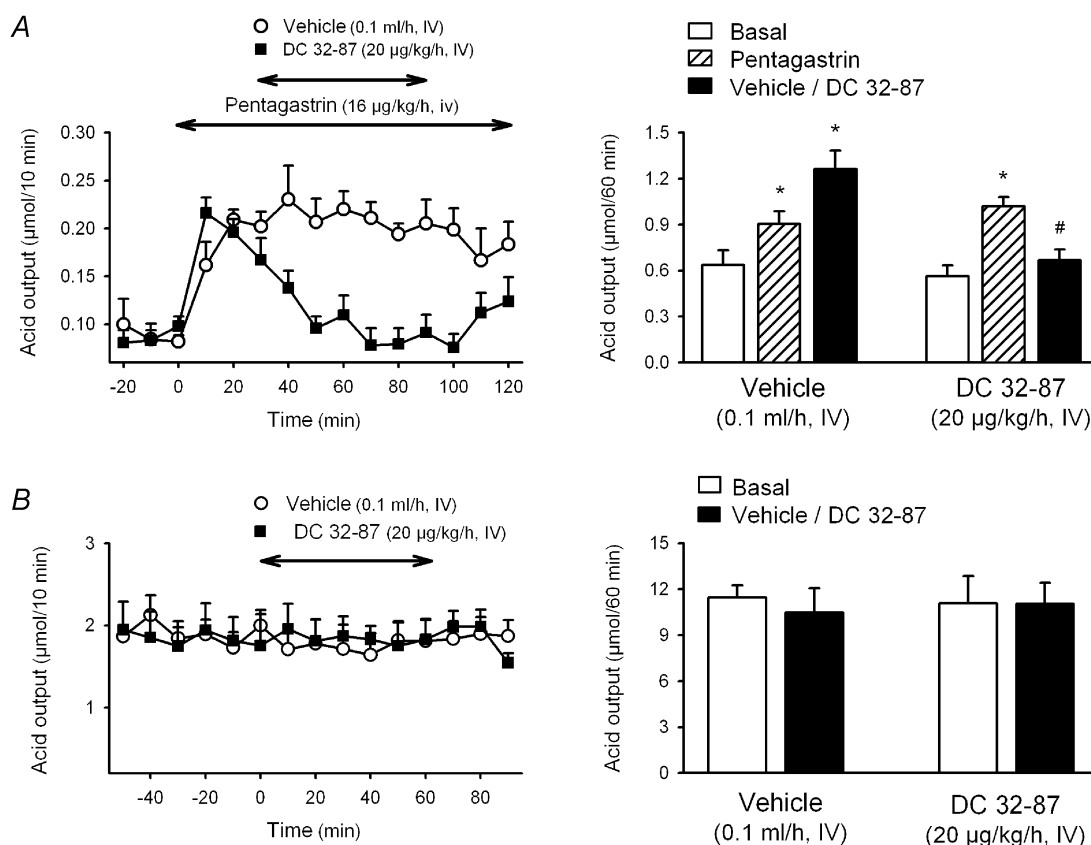 A
Vehicle (0.1 ml/h, IV)
DC 32-87 (20 µg/kg/h, IV)
Pentagastrin (16 µg/kg/h, iv)
Acid output (µmol/10 min)
0.30
0.25
0.20
0.15
0.10
-20 0 20 40 60 80 100 120
Time (min)
Basal
Pentagastrin
Vehicle / DC 32-87
Acid output (µmol/60 min)
1.5
1.2
0.9
0.6
0.3
0.0
* * * #
Vehicle DC 32-87
(0.1 ml/h, IV) (20 µg/kg/h, IV)
B
Vehicle (0.1 ml/h, IV)
DC 32-87 (20 µg/kg/h, IV)
Acid output (µmol/10 min)
3
2
1
-40 -20 0 20 40 60 80
Time (min)
Basal
Vehicle / DC 32-87
Acid output (µmol/60 min)
15
12
9
6
3
0
Vehicle DC 32-87
(0.1 ml/h, IV) (20 µg/kg/h, IV)